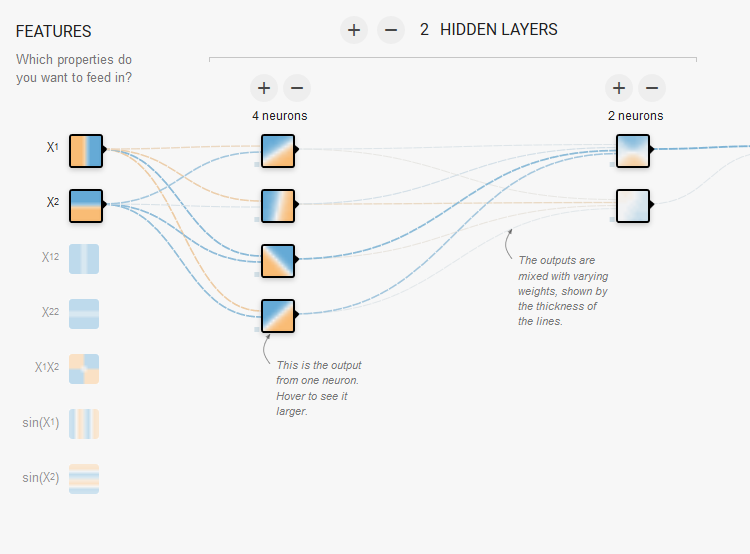 FEATURES
Which properties do
you want to feed in?
+ − 2 HIDDEN LAYERS
+ − + −
4 neurons 2 neurons
X1
X2
X12
X22
X1X2
sin(X1)
sin(X2)
The outputs are
mixed with varying
weights, shown by
the thickness of
the lines.
This is the output
from one neuron.
Hover to see it
larger.